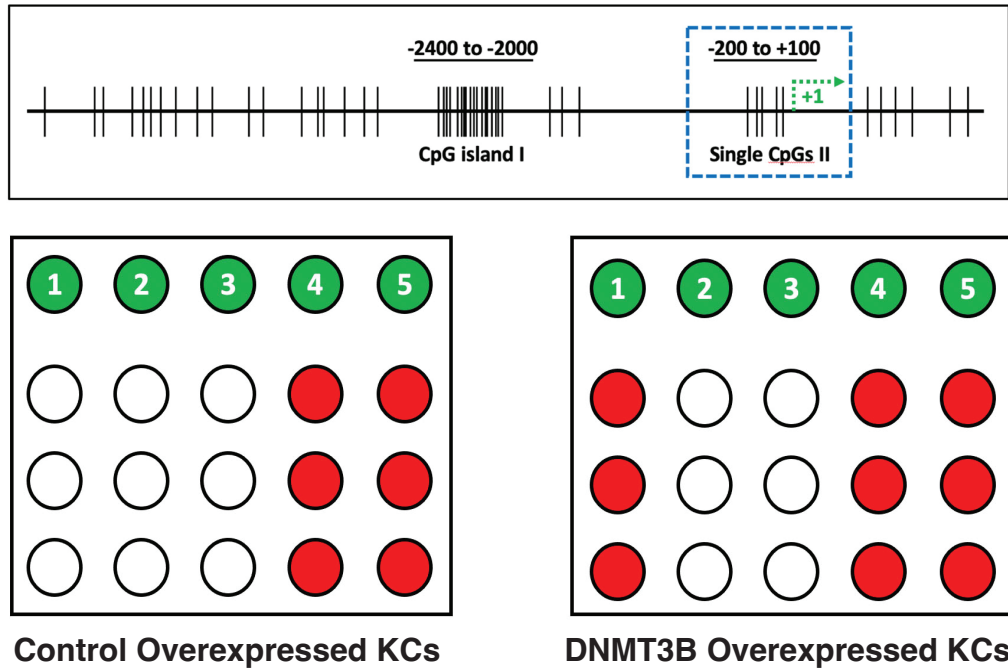 -2400 to -2000
-200 to +100
+1
CpG island I
Single CpGs II
1 2 3 4 5
1 2 3 4 5
Control Overexpressed KCs
DNMT3B Overexpressed KCs